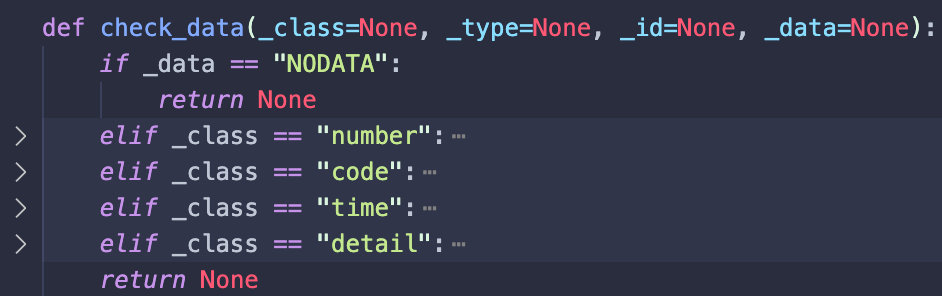 def check_data(_class=None, _type=None, _id=None, _data=None):
    if _data == "NODATA":
        return None
    elif _class == "number": ⋯
    elif _class == "code": ⋯
    elif _class == "time": ⋯
    elif _class == "detail": ⋯
    return None